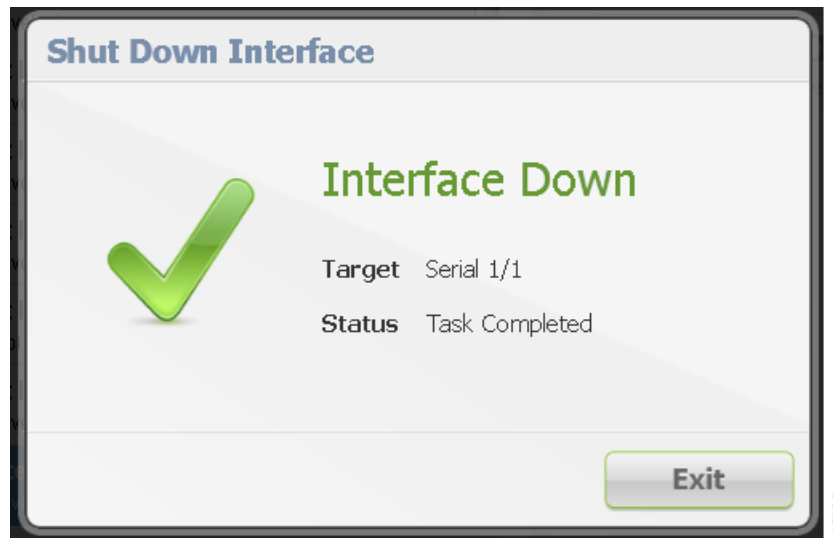 Shut Down Interface
Interface Down
Target Serial 1/1
Status Task Completed
Exit